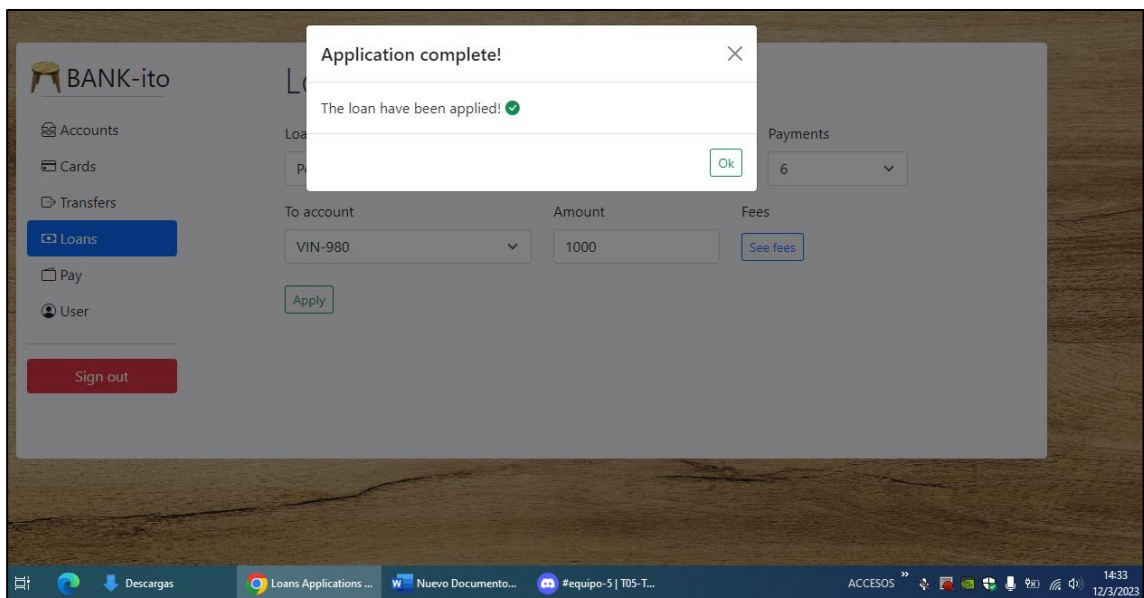 Application complete!
The loan have been applied!
Ok
BANK-ito
Accounts
Cards
Transfers
Loans
Pay
User
Sign out
Payments
6
To account
Amount
Fees
VIN-980
1000
See fees
Apply
Descargas
Loans Applications ...
Nuevo Documento...
#equipo-5 | T05-T...
ACCESOS
14:33
12/3/2023